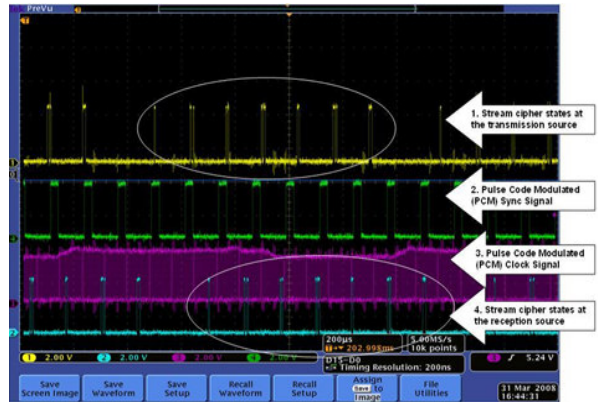 PreVu
1. Stream cipher states at
the transmission source
2. Pulse Code Modulated
(PCM) Sync Signal
3. Pulse Code Modulated
(PCM) Clock Signal
4. Stream cipher states at
the reception source
200µs
202.998ms
5.00MS/s
10k points
D15-D0
Timing Resolution: 200ns
1 2.00 V 2 2.00 V 3 2.00 V 4 2.00 V 3 5.24 V
Save
Screen Image
Save
Waveform
Save
Setup
Recall
Waveform
Recall
Setup
Assign
Save to
Image
File
Utilities
31 Mar 2008
16:44:31